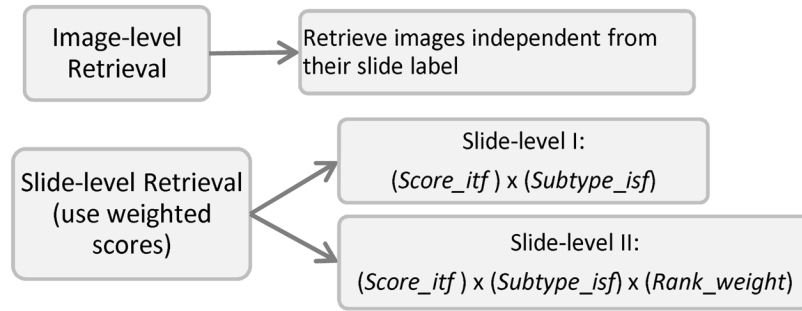 Image-level
Retrieval
Retrieve images independent from
their slide label
Slide-level Retrieval
(use weighted
scores)
Slide-level I:
(Score_itf ) x (Subtype_isf)
Slide-level II:
(Score_itf ) x (Subtype_isf) x (Rank_weight)